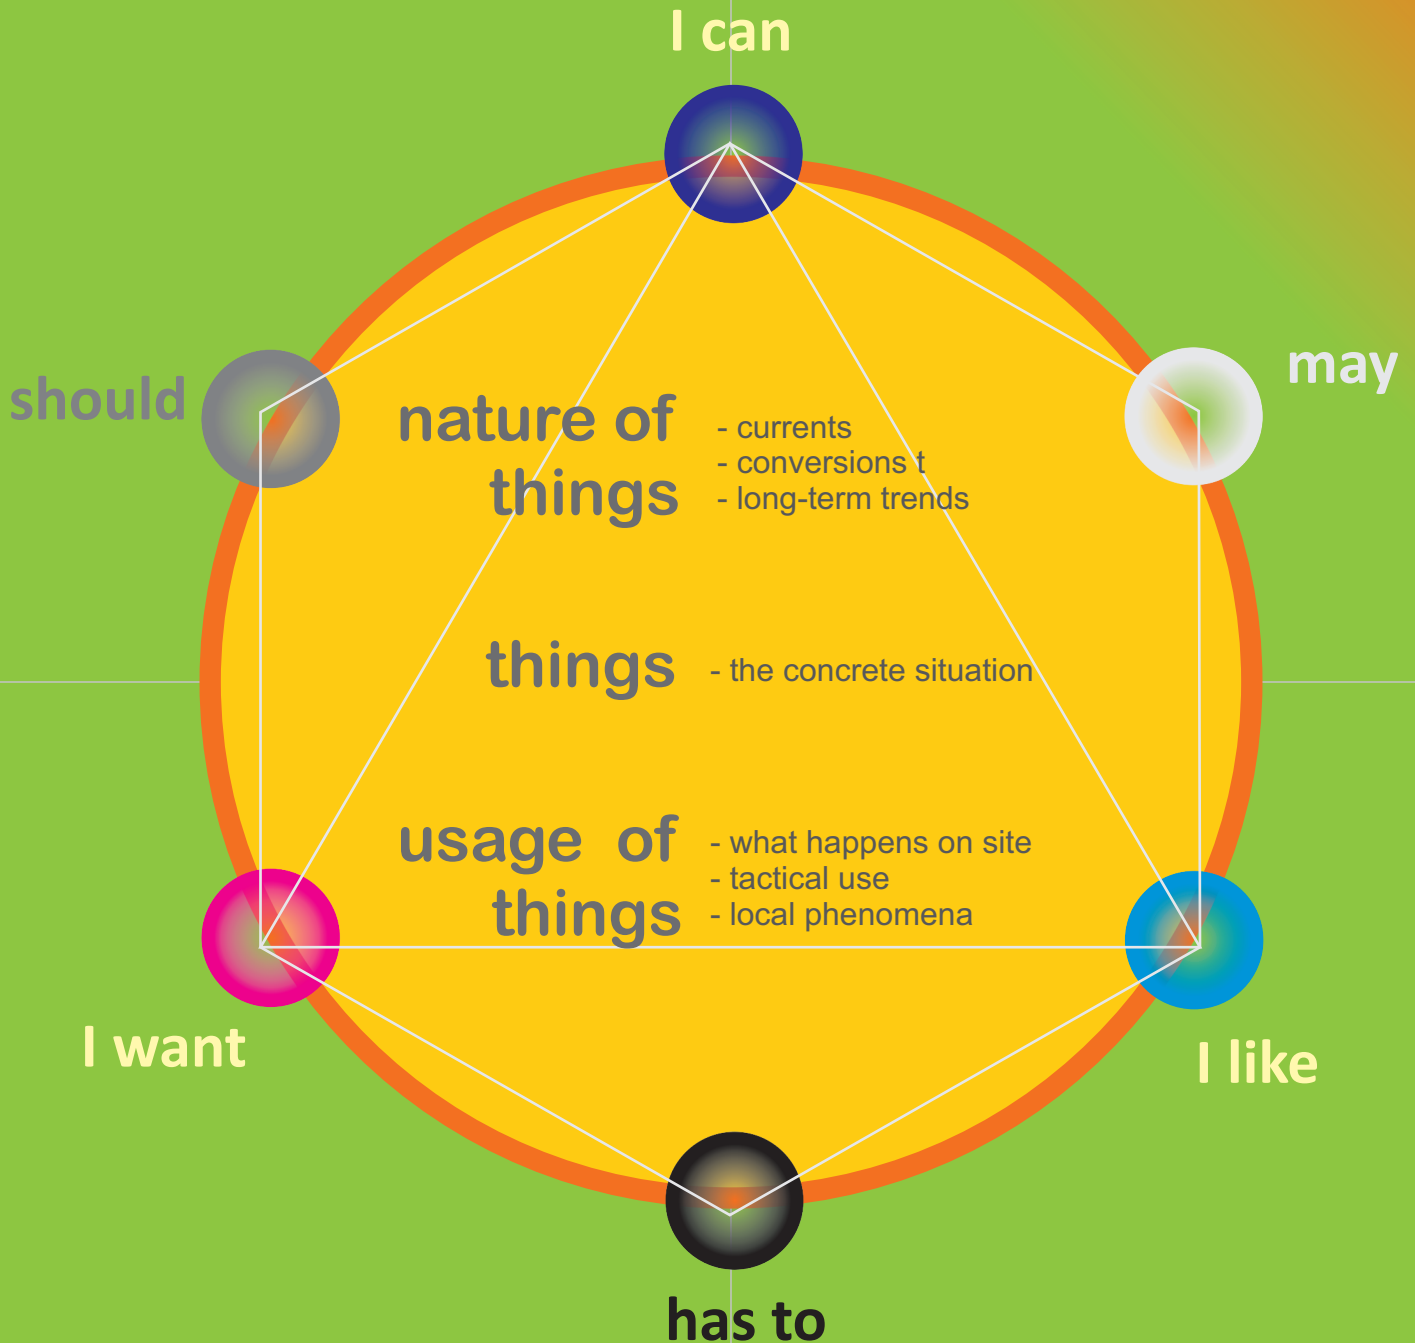 I can
should
may
nature of
things
- currents
- conversions t
- long-term trends
things
- the concrete situation
usage of
things
- what happens on site
- tactical use
- local phenomena
I want
I like
has to